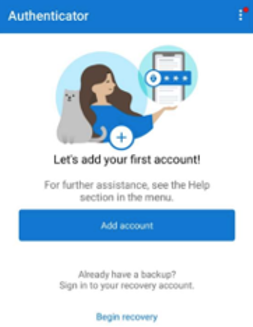 Authenticator
Let's add your first account!
For further assistance, see the Help
section in the menu.
Add account
Already have a backup?
Sign in to your recovery account.
Begin recovery